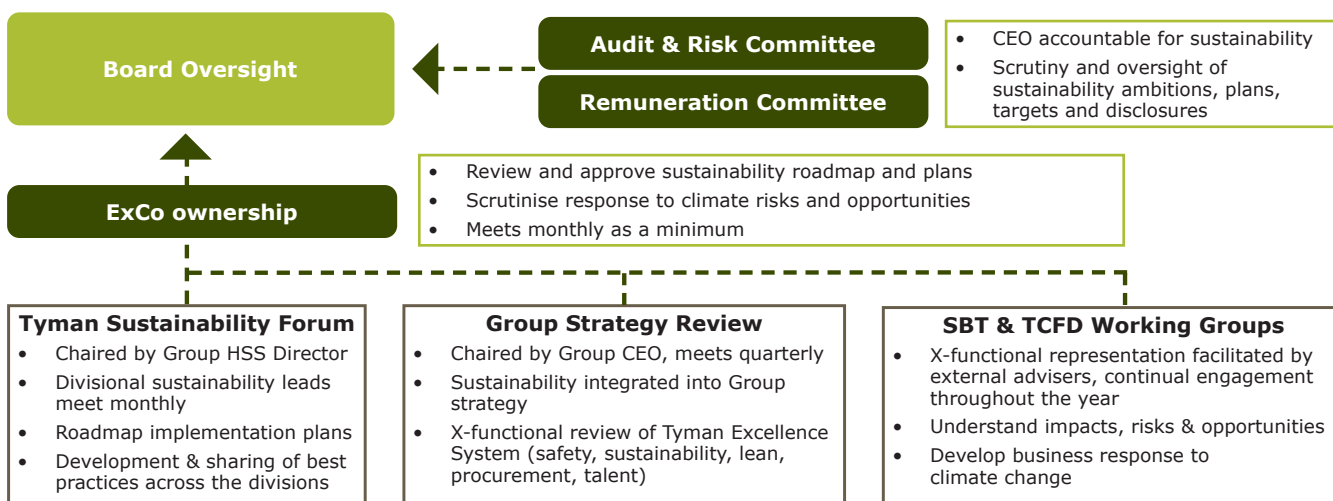 Board Oversight
Audit & Risk Committee
Remuneration Committee
• CEO accountable for sustainability
• Scrutiny and oversight of
sustainability ambitions, plans,
targets and disclosures
ExCo ownership
• Review and approve sustainability roadmap and plans
• Scrutinise response to climate risks and opportunities
• Meets monthly as a minimum
Tyman Sustainability Forum
• Chaired by Group HSS Director
• Divisional sustainability leads
meet monthly
• Roadmap implementation plans
• Development & sharing of best
practices across the divisions
Group Strategy Review
• Chaired by Group CEO, meets quarterly
• Sustainability integrated into Group
strategy
• X-functional review of Tyman Excellence
System (safety, sustainability, lean,
procurement, talent)
SBT & TCFD Working Groups
• X-functional representation facilitated by
external advisers, continual engagement
throughout the year
• Understand impacts, risks & opportunities
• Develop business response to
climate change